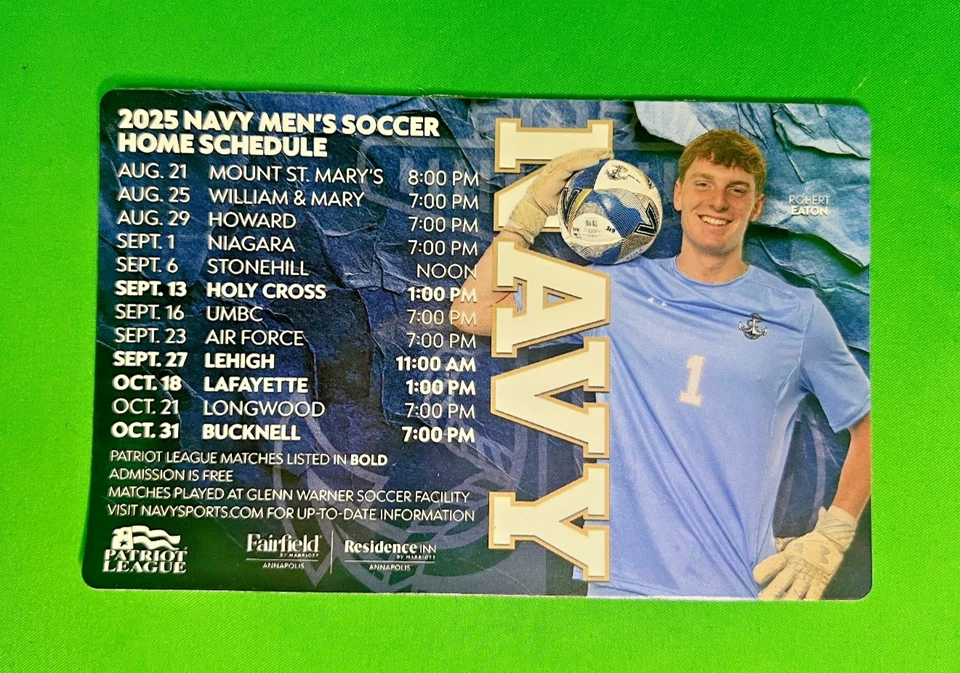 2025 NAVY MEN'S SOCCER
HOME SCHEDULE
AUG. 21 MOUNT ST. MARY'S 8:00 PM
AUG. 25 WILLIAM & MARY 7:00 PM
AUG. 29 HOWARD 7:00 PM
SEPT. 1 NIAGARA 7:00 PM
SEPT. 6 STONEHILL NOON
SEPT. 13 HOLY CROSS 1:00 PM
SEPT. 16 UMBC 7:00 PM
SEPT. 23 AIR FORCE 7:00 PM
SEPT. 27 LEHIGH 11:00 AM
OCT. 18 LAFAYETTE 1:00 PM
OCT. 21 LONGWOOD 7:00 PM
OCT. 31 BUCKNELL 7:00 PM
PATRIOT LEAGUE MATCHES LISTED IN BOLD
ADMISSION IS FREE
MATCHES PLAYED AT GLENN WARNER SOCCER FACILITY
VISIT NAVYSPORTS.COM FOR UP-TO-DATE INFORMATION
PATRIOT
LEAGUE
Fairfield
BY MARRIOTT
ANNAPOLIS
Residence INN
BY MARRIOTT
ANNAPOLIS
NAVY
ROBERT
EATON
1